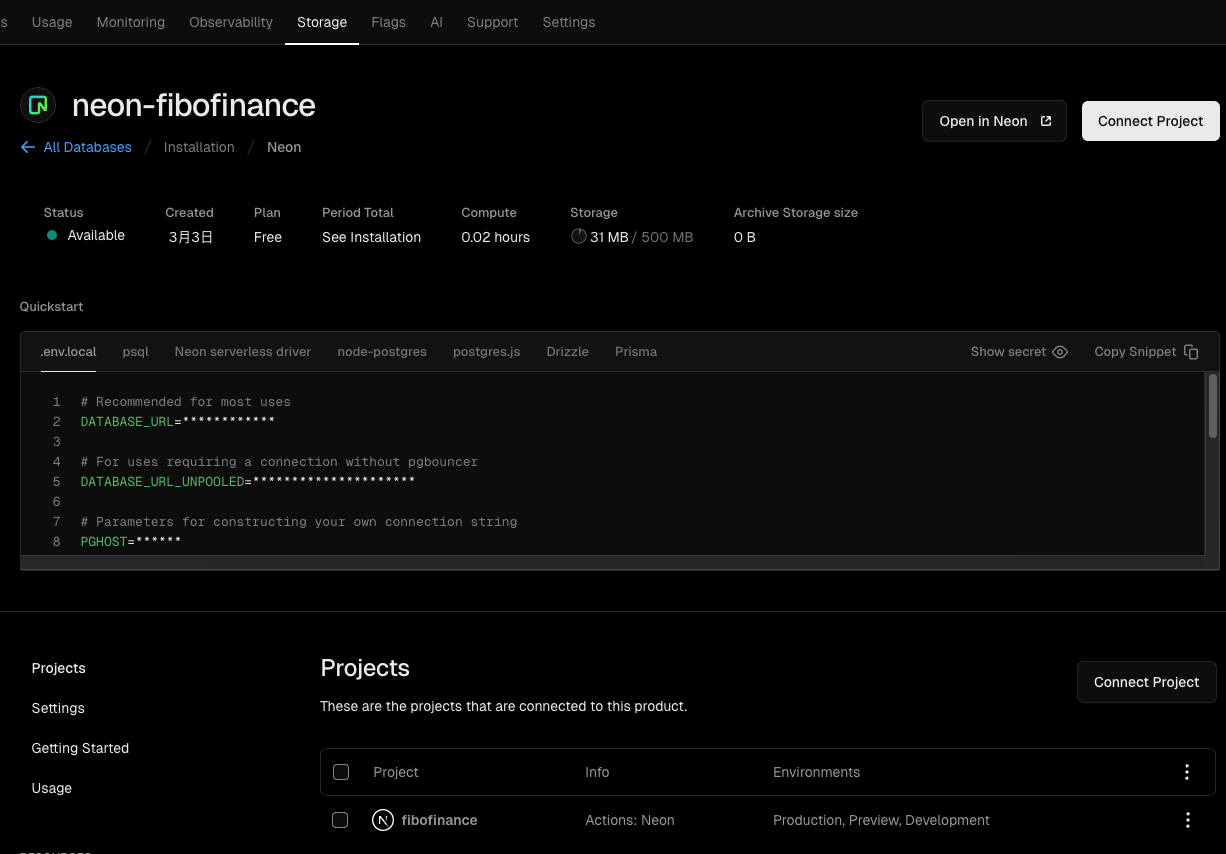 Usage Monitoring Observability Storage Flags AI Support Settings
neon-fibofinance
Open in Neon Connect Project
All Databases / Installation / Neon
Status Created Plan Period Total Compute Storage Archive Storage size
Available 3月3日 Free See Installation 0.02 hours 31 MB / 500 MB 0 B
Quickstart
.env.local psql Neon serverless driver node-postgres postgres.js Drizzle Prisma Show secret Copy Snippet
1 # Recommended for most uses
2 DATABASE_URL=************
3
4 # For uses requiring a connection without pgbouncer
5 DATABASE_URL_UNPOOLED=*********************
6
7 # Parameters for constructing your own connection string
8 PGHOST=******
Projects
Settings
Getting Started
Usage
Projects
Connect Project
These are the projects that are connected to this product.
Project Info Environments
fibofinance Actions: Neon Production, Preview, Development